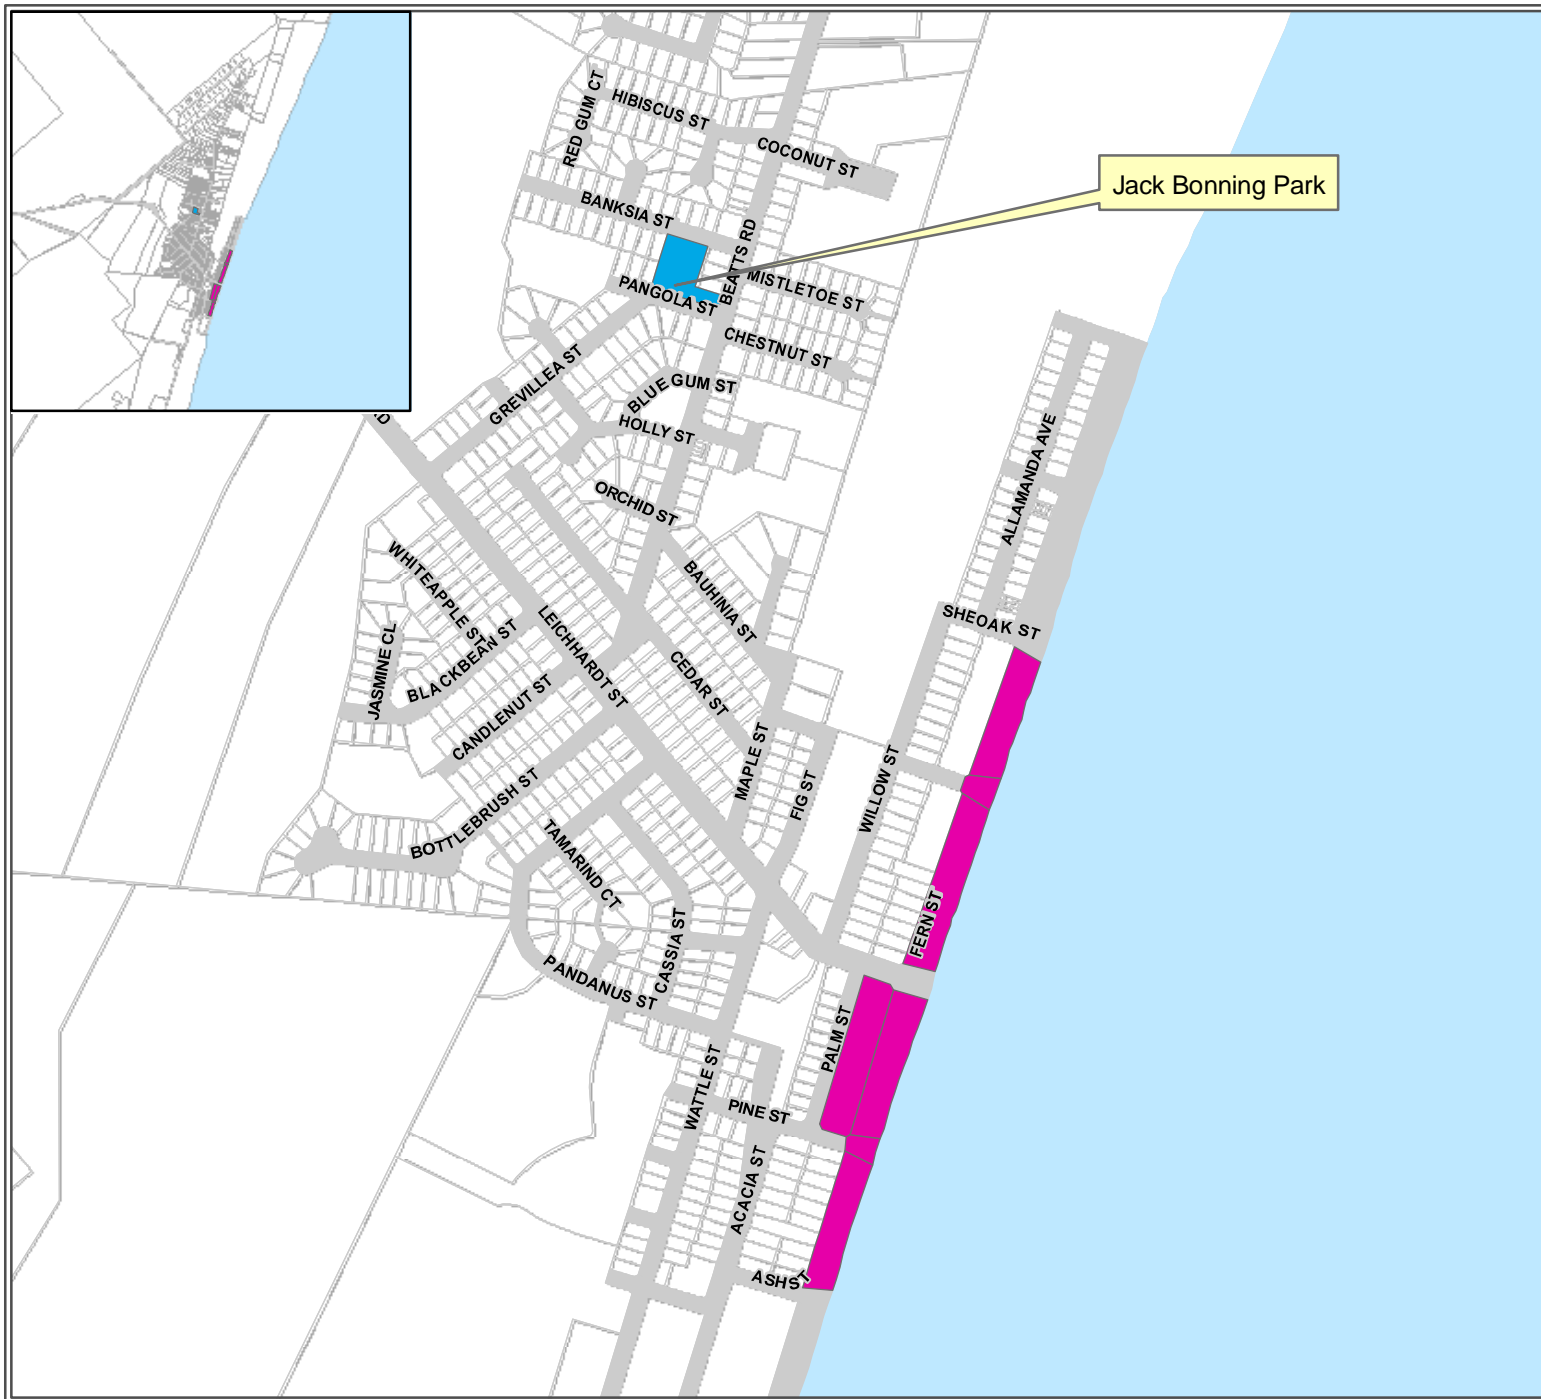 RED GUM CT
HIBISCUS ST
COCONUT ST
Jack Bonning Park
BANKSIA ST
BEATTS RD
MISTLETOE ST
PANGOLA ST
CHESTNUT ST
GREVILLEA ST
BLUE GUM ST
HOLLY ST
ALLAMANDA AVE
ORCHID ST
WHITEAPPLE ST
BAUHINIA ST
LEICHHARDT ST
SHEOAK ST
JASMINE CL
BLACKBEAN ST
CEDAR ST
CANDLENUT ST
MAPLE ST
FIG ST
WILLOW ST
BOTTLEBRUSH ST
TAMARIND CT
FERN ST
CASSIA ST
PANDANUS ST
PALM ST
WATTLE ST
PINE ST
ACACIA ST
ASH ST